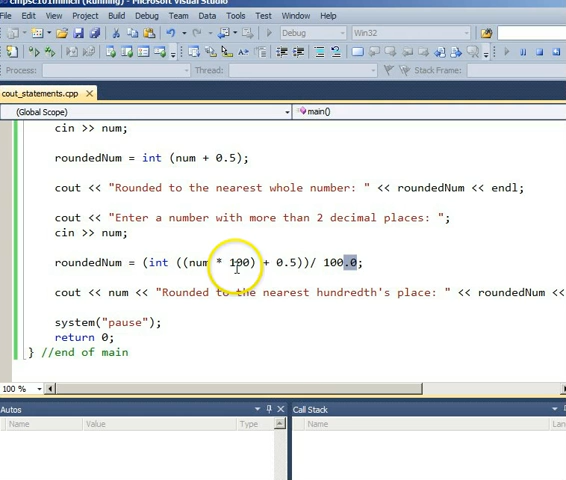 cmpsc101minich (Running) - Microsoft Visual Studio
Edit View Project Build Debug Team Data Tools Test Window Help
Debug Win32
Process: Thread: Stack Frame:
cout_statements.cpp
(Global Scope) main()
cin >> num;
roundedNum = int (num + 0.5);
cout << "Rounded to the nearest whole number: " << roundedNum << endl;
cout << "Enter a number with more than 2 decimal places: ";
cin >> num;
roundedNum = (int ((num * 100) + 0.5))/ 100.0;
cout << num << "Rounded to the nearest hundredth's place: " << roundedNum <<
system("pause");
return 0;
} //end of main
100 %
Autos Call Stack
Name Value Type Name